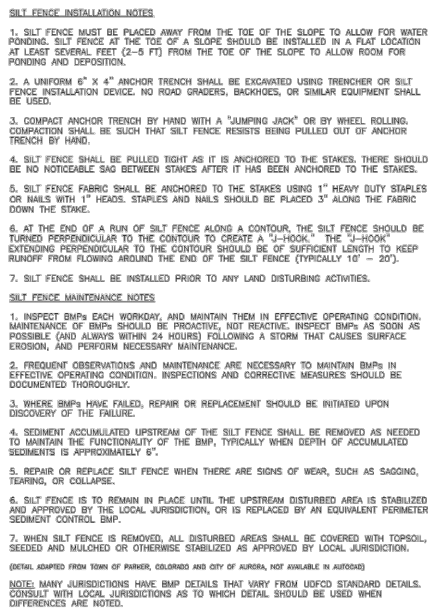 SILT FENCE INSTALLATION NOTES
1. SILT FENCE MUST BE PLACED AWAY FROM THE TOE OF THE SLOPE TO ALLOW FOR WATER
PONDING. SILT FENCE AT THE TOE OF A SLOPE SHOULD BE INSTALLED IN A FLAT LOCATION
AT LEAST SEVERAL FEET (2–5 FT) FROM THE TOE OF THE SLOPE TO ALLOW ROOM FOR
PONDING AND DEPOSITION.
2. A UNIFORM 6" X 4" ANCHOR TRENCH SHALL BE EXCAVATED USING TRENCHER OR SILT
FENCE INSTALLATION DEVICE. NO ROAD GRADERS, BACKHOES, OR SIMILAR EQUIPMENT SHALL
BE USED.
3. COMPACT ANCHOR TRENCH BY HAND WITH A "JUMPING JACK" OR BY WHEEL ROLLING.
COMPACTION SHALL BE SUCH THAT SILT FENCE RESISTS BEING PULLED OUT OF ANCHOR
TRENCH BY HAND.
4. SILT FENCE SHALL BE PULLED TIGHT AS IT IS ANCHORED TO THE STAKES. THERE SHOULD
BE NO NOTICEABLE SAG BETWEEN STAKES AFTER IT HAS BEEN ANCHORED TO THE STAKES.
5. SILT FENCE FABRIC SHALL BE ANCHORED TO THE STAKES USING 1" HEAVY DUTY STAPLES
OR NAILS WITH 1" HEADS. STAPLES AND NAILS SHOULD BE PLACED 3" ALONG THE FABRIC
DOWN THE STAKE.
6. AT THE END OF A RUN OF SILT FENCE ALONG A CONTOUR, THE SILT FENCE SHOULD BE
TURNED PERPENDICULAR TO THE CONTOUR TO CREATE A "J–HOOK." THE "J–HOOK"
EXTENDING PERPENDICULAR TO THE CONTOUR SHOULD BE OF SUFFICIENT LENGTH TO KEEP
RUNOFF FROM FLOWING AROUND THE END OF THE SILT FENCE (TYPICALLY 10' – 20').
7. SILT FENCE SHALL BE INSTALLED PRIOR TO ANY LAND DISTURBING ACTIVITIES.
SILT FENCE MAINTENANCE NOTES
1. INSPECT BMPs EACH WORKDAY, AND MAINTAIN THEM IN EFFECTIVE OPERATING CONDITION.
MAINTENANCE OF BMPs SHOULD BE PROACTIVE, NOT REACTIVE. INSPECT BMPs AS SOON AS
POSSIBLE (AND ALWAYS WITHIN 24 HOURS) FOLLOWING A STORM THAT CAUSES SURFACE
EROSION, AND PERFORM NECESSARY MAINTENANCE.
2. FREQUENT OBSERVATIONS AND MAINTENANCE ARE NECESSARY TO MAINTAIN BMPs IN
EFFECTIVE OPERATING CONDITION. INSPECTIONS AND CORRECTIVE MEASURES SHOULD BE
DOCUMENTED THOROUGHLY.
3. WHERE BMPs HAVE FAILED, REPAIR OR REPLACEMENT SHOULD BE INITIATED UPON
DISCOVERY OF THE FAILURE.
4. SEDIMENT ACCUMULATED UPSTREAM OF THE SILT FENCE SHALL BE REMOVED AS NEEDED
TO MAINTAIN THE FUNCTIONALITY OF THE BMP, TYPICALLY WHEN DEPTH OF ACCUMULATED
SEDIMENTS IS APPROXIMATELY 6".
5. REPAIR OR REPLACE SILT FENCE WHEN THERE ARE SIGNS OF WEAR, SUCH AS SAGGING,
TEARING, OR COLLAPSE.
6. SILT FENCE IS TO REMAIN IN PLACE UNTIL THE UPSTREAM DISTURBED AREA IS STABILIZED
AND APPROVED BY THE LOCAL JURISDICTION, OR IS REPLACED BY AN EQUIVALENT PERIMETER
SEDIMENT CONTROL BMP.
7. WHEN SILT FENCE IS REMOVED, ALL DISTURBED AREAS SHALL BE COVERED WITH TOPSOIL,
SEEDED AND MULCHED OR OTHERWISE STABILIZED AS APPROVED BY LOCAL JURISDICTION.
(DETAIL ADAPTED FROM TOWN OF PARKER, COLORADO AND CITY OF AURORA, NOT AVAILABLE IN AUTOCAD)
NOTE: MANY JURISDICTIONS HAVE BMP DETAILS THAT VARY FROM UDFCD STANDARD DETAILS.
CONSULT WITH LOCAL JURISDICTIONS AS TO WHICH DETAIL SHOULD BE USED WHEN
DIFFERENCES ARE NOTED.